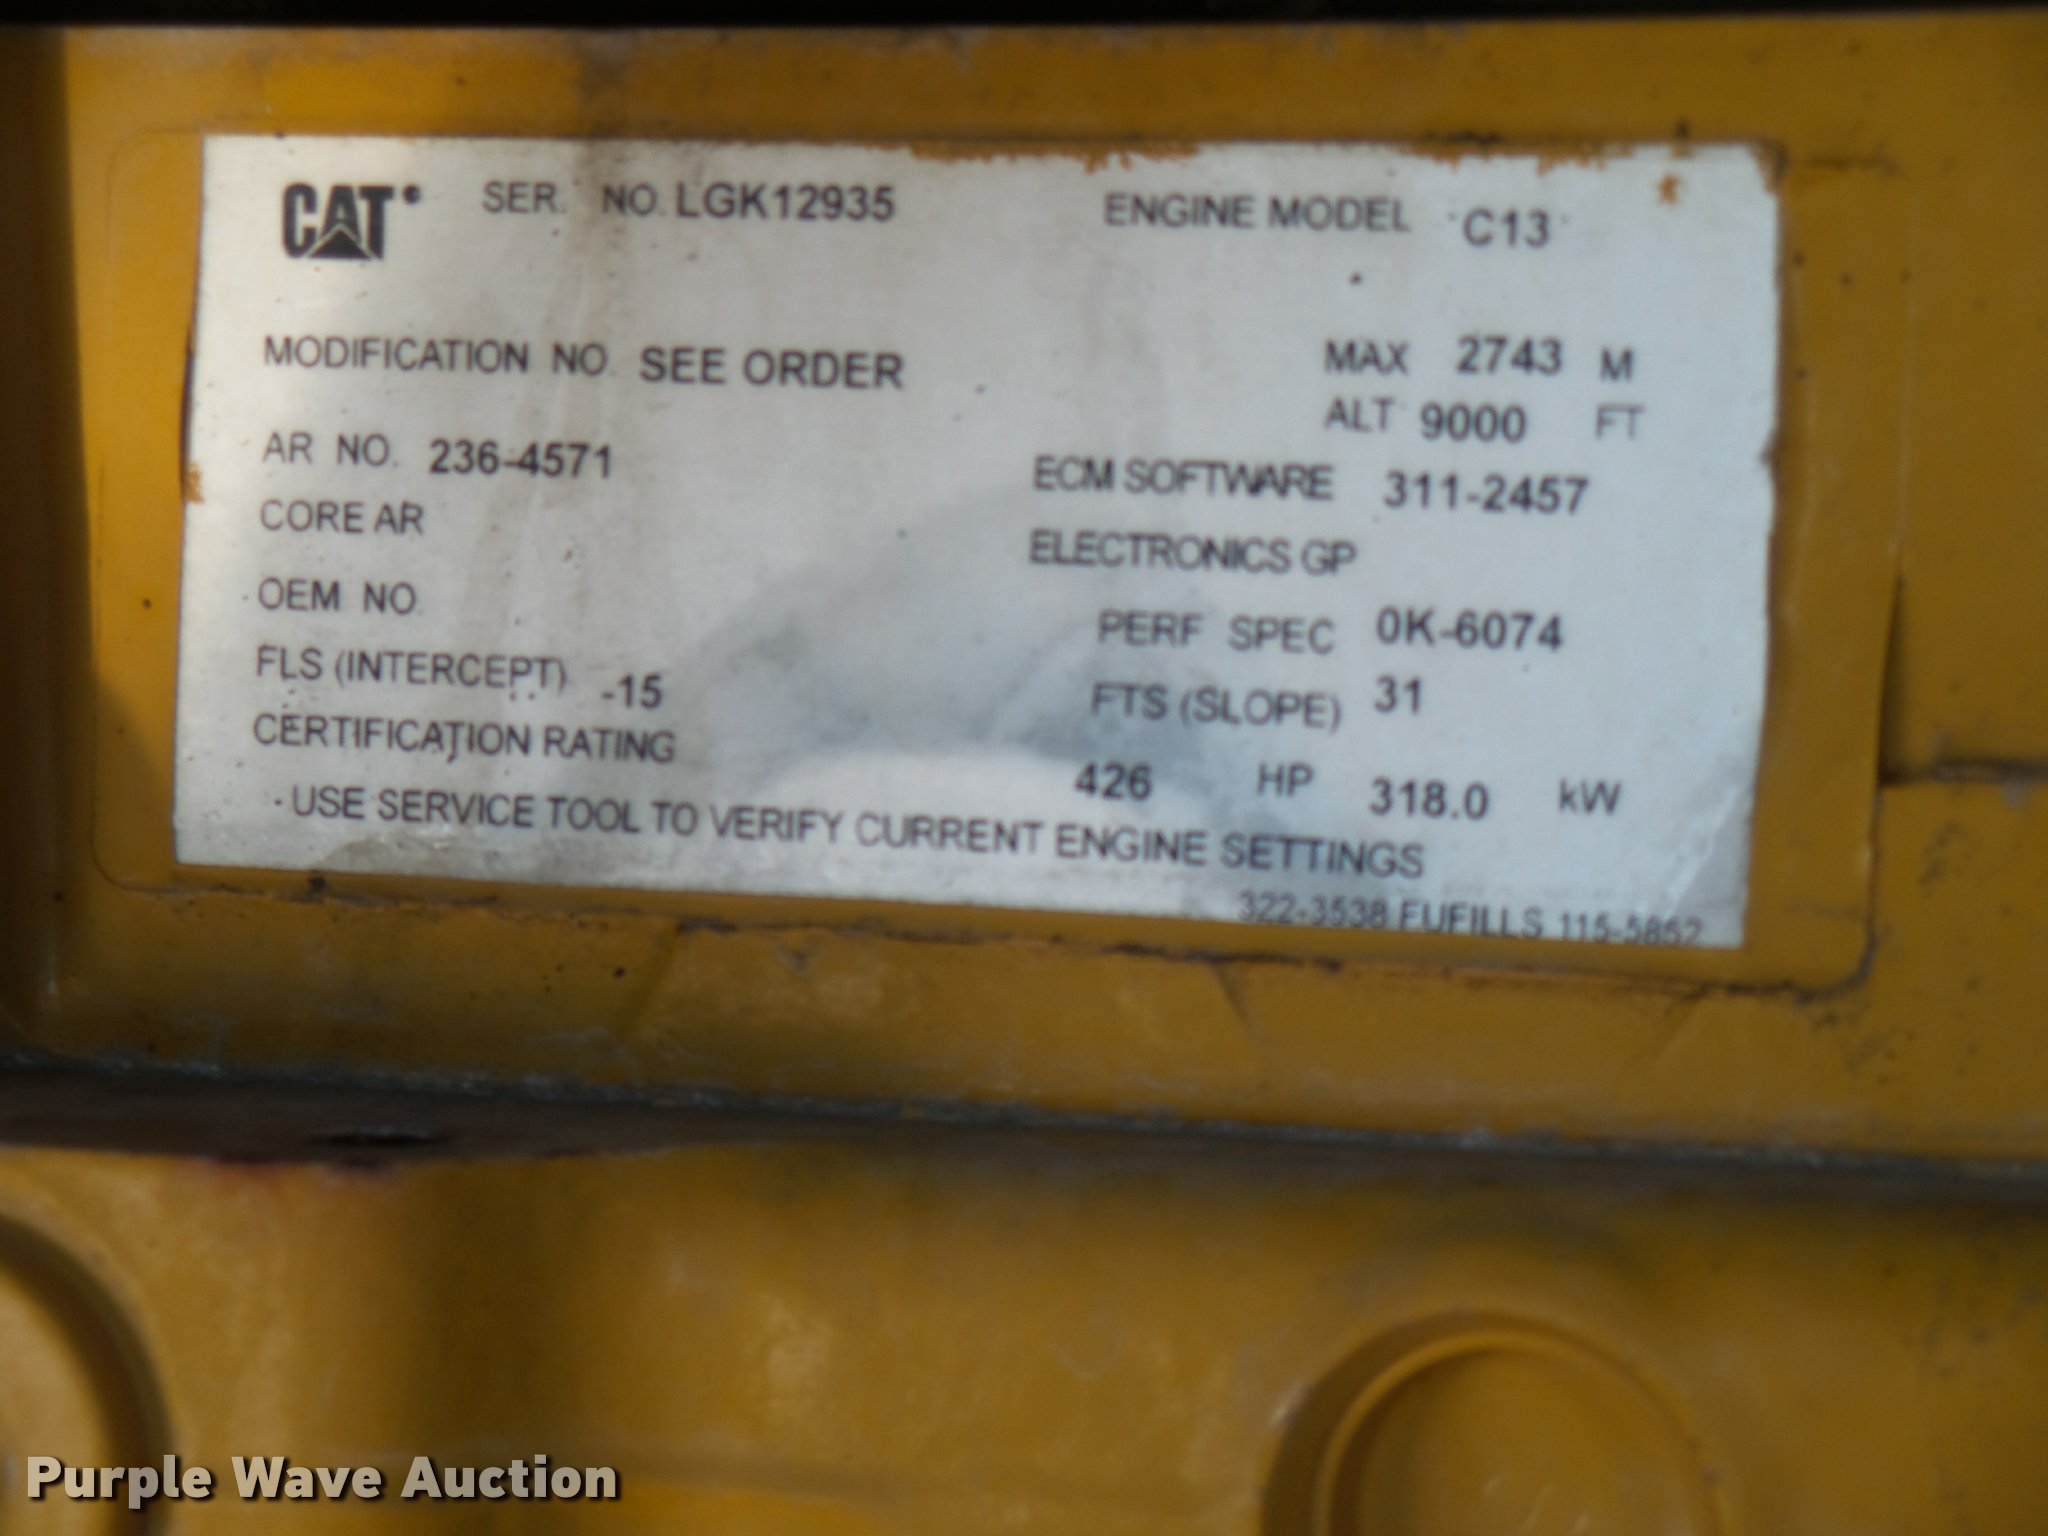 CAT SER. NO. LGK12935 ENGINE MODEL C13
MODIFICATION NO. SEE ORDER MAX 2743 M
ALT 9000 FT
AR NO. 236-4571 ECM SOFTWARE 311-2457
CORE AR ELECTRONICS GP
OEM NO. PERF SPEC 0K-6074
FLS (INTERCEPT) -15 FTS (SLOPE) 31
CERTIFICATION RATING 426 HP 318.0 kW
USE SERVICE TOOL TO VERIFY CURRENT ENGINE SETTINGS
322-3538 FUFILLS 115-5852
Purple Wave Auction